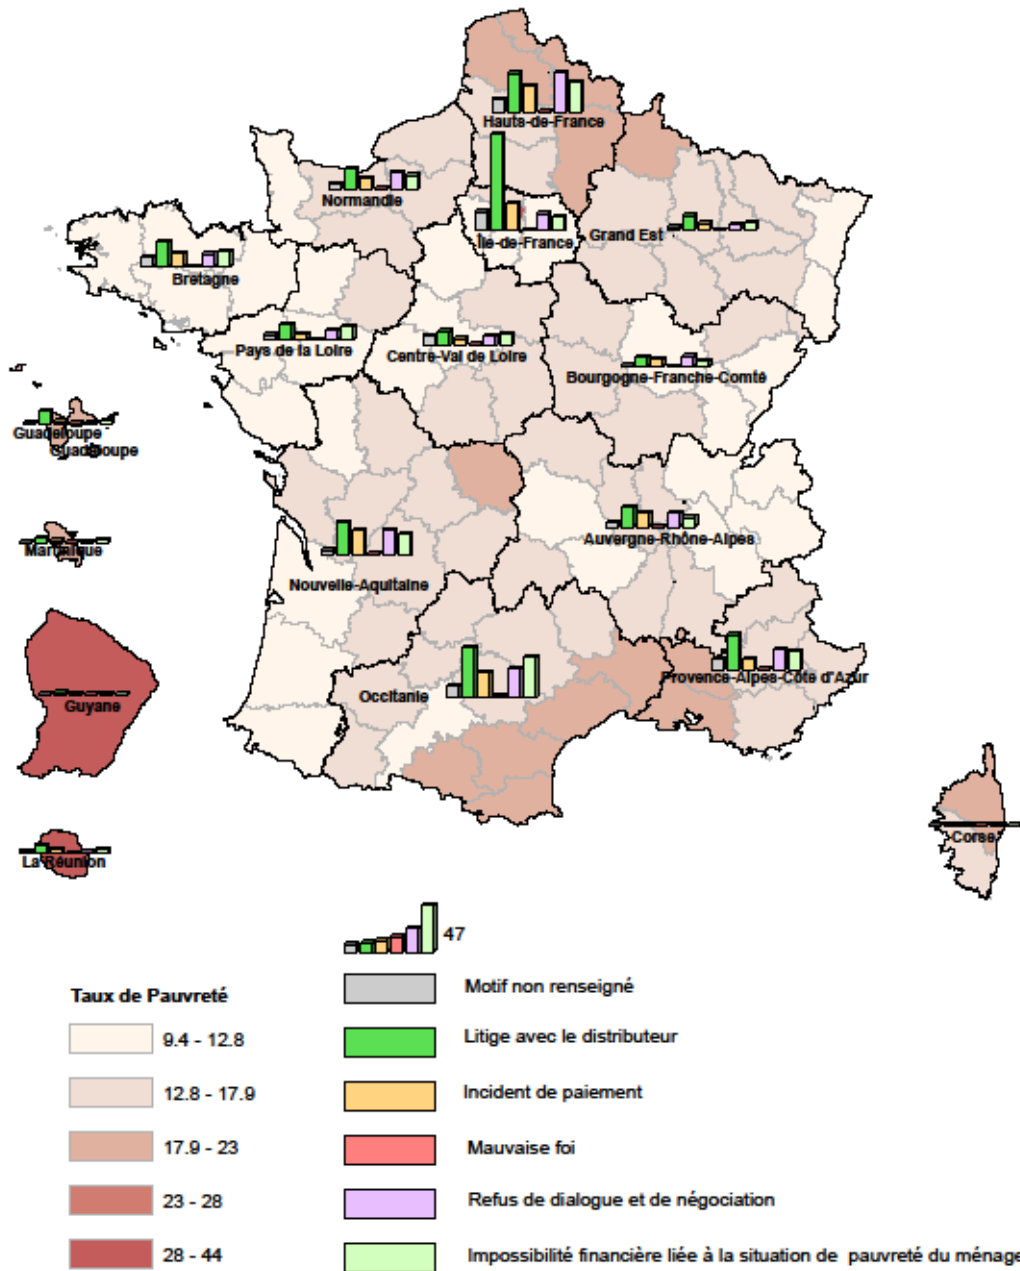 Hauts-de-France
Normandie
Île-de-France
Grand Est
Bretagne
Pays de la Loire
Centre-Val de Loire
Bourgogne-Franche-Comté
Guadeloupe
Guadeloupe
Martinique
Auvergne-Rhône-Alpes
Nouvelle-Aquitaine
Provence-Alpes-Côte d'Azur
Occitanie
Guyane
Corse
La Réunion
47
Taux de Pauvreté
9.4 - 12.8
12.8 - 17.9
17.9 - 23
23 - 28
28 - 44
Motif non renseigné
Litige avec le distributeur
Incident de paiement
Mauvaise foi
Refus de dialogue et de négociation
Impossibilité financière liée à la situation de pauvreté du ménage